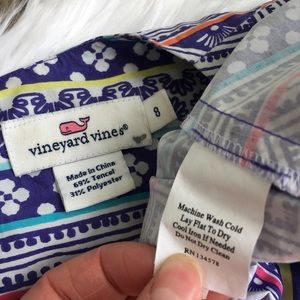 vineyard vines®
8
Made in China
69% Tencel
31% Polyester
Machine Wash Cold
Lay Flat To Dry
Cool Iron If Needed
Do Not Dry Clean
RN 134578